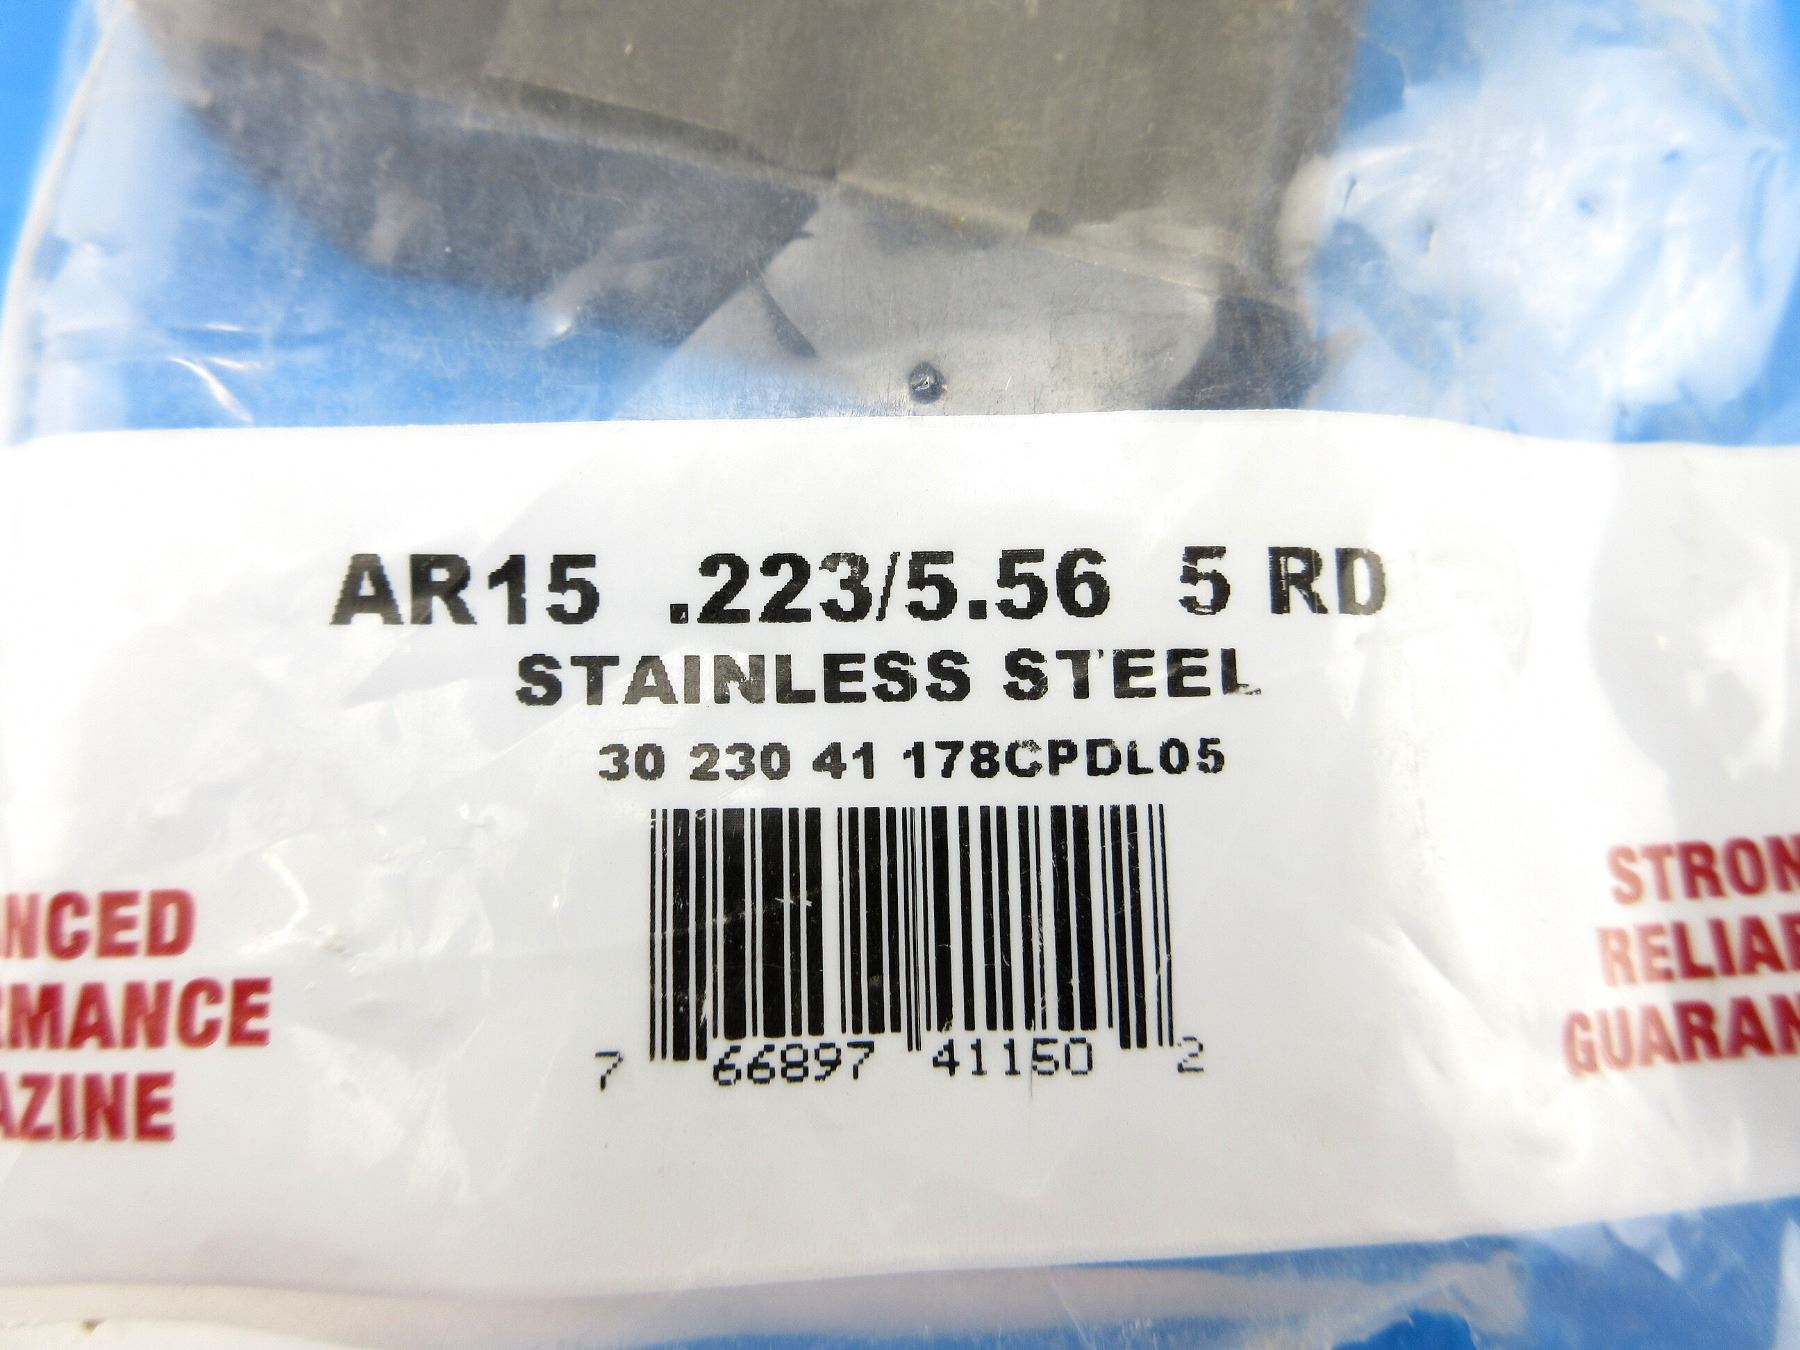 AR15 .223/5.56 5 RD
STAINLESS STEEL
30 230 41 178CPDL05
7 66897 41150 2
NCED
RMANCE
AZINE
STRON
RELIA
GUARAN